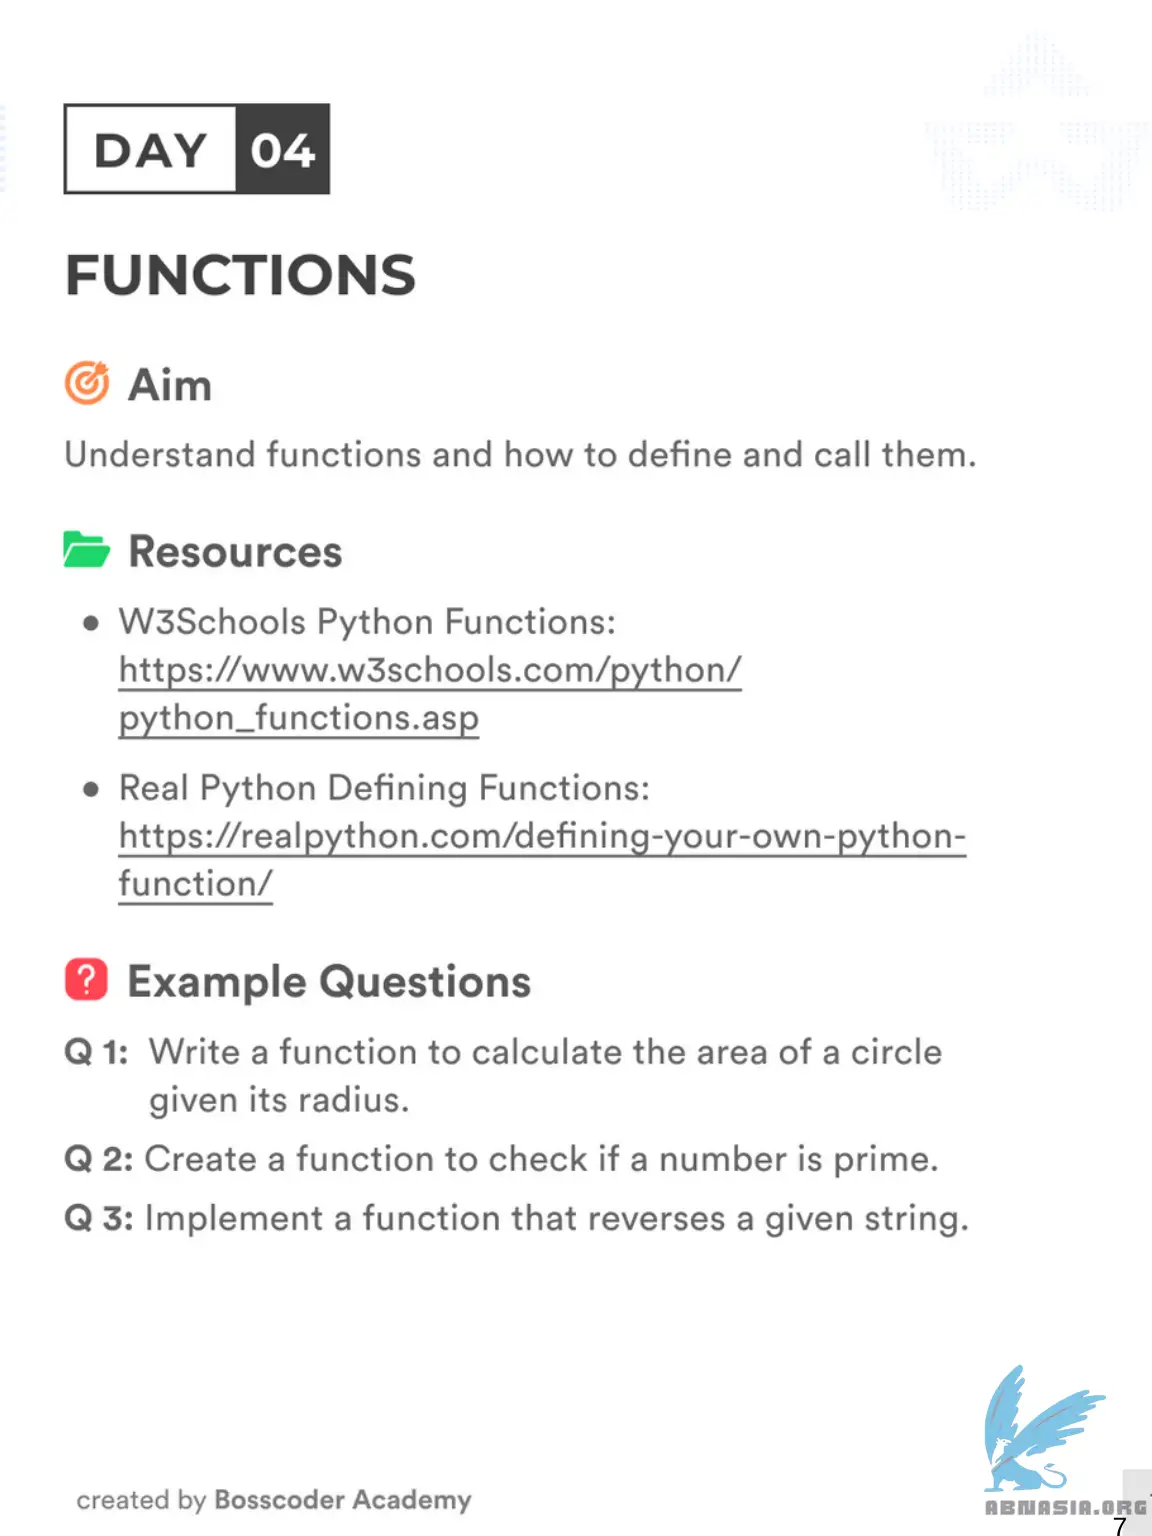 DAY 04
FUNCTIONS
Aim
Understand functions and how to define and call them.
Resources
• W3Schools Python Functions:
https://www.w3schools.com/python/
python_functions.asp
• Real Python Defining Functions:
https://realpython.com/defining-your-own-python-
function/
? Example Questions
Q 1: Write a function to calculate the area of a circle
given its radius.
Q 2: Create a function to check if a number is prime.
Q 3: Implement a function that reverses a given string.
created by Bosscoder Academy
ABNASIA.ORG
7